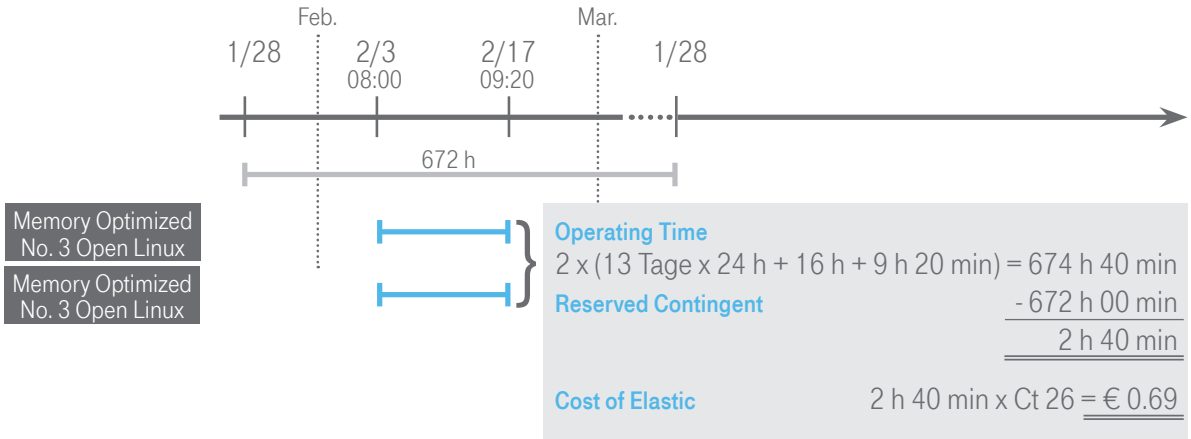 Feb.
Mar.
1/28
2/3
2/17
1/28
08:00
09:20
672 h
Memory Optimized
No. 3 Open Linux
Memory Optimized
No. 3 Open Linux
Operating Time
2 x (13 Tage x 24 h + 16 h + 9 h 20 min) = 674 h 40 min
Reserved Contingent - 672 h 00 min
2 h 40 min
Cost of Elastic 2 h 40 min x Ct 26 = € 0.69